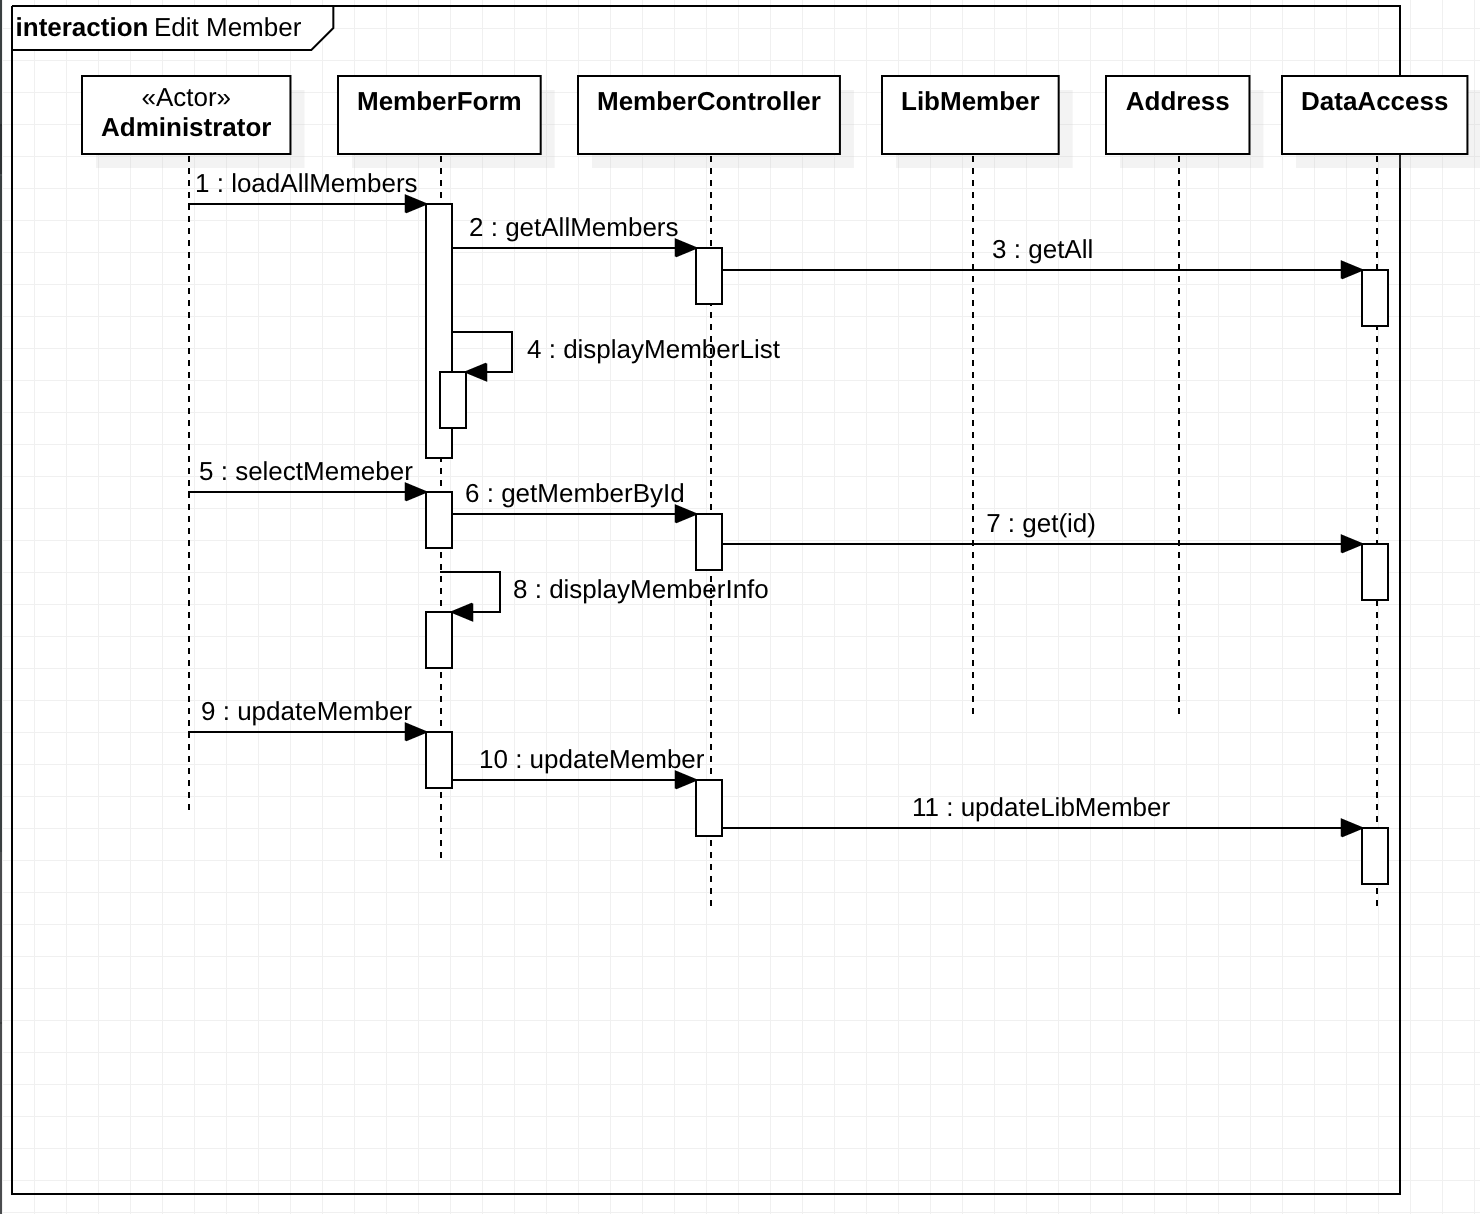 interaction Edit Member
«Actor»
Administrator
MemberForm
MemberController
LibMember
Address
DataAccess
1 : loadAllMembers
2 : getAllMembers
3 : getAll
4 : displayMemberList
5 : selectMemeber
6 : getMemberById
7 : get(id)
8 : displayMemberInfo
9 : updateMember
10 : updateMember
11 : updateLibMember